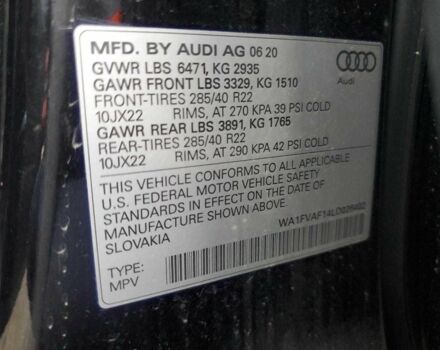 MFD. BY AUDI AG 06 20
GVWR LBS 6471, KG 2935
GAWR FRONT LBS 3329, KG 1510
FRONT-TIRES 285/40 R22
10JX22 RIMS, AT 270 KPA 39 PSI COLD
GAWR REAR LBS 3891, KG 1765
REAR-TIRES 285/40 R22
10JX22 RIMS, AT 290 KPA 42 PSI COLD
Audi
THIS VEHICLE CONFORMS TO ALL APPLICABLE
U.S. FEDERAL MOTOR VEHICLE SAFETY
STANDARDS IN EFFECT ON THE DATE OF
MANUFACTURE SHOWN ABOVE.
SLOVAKIA
TYPE:
MPV